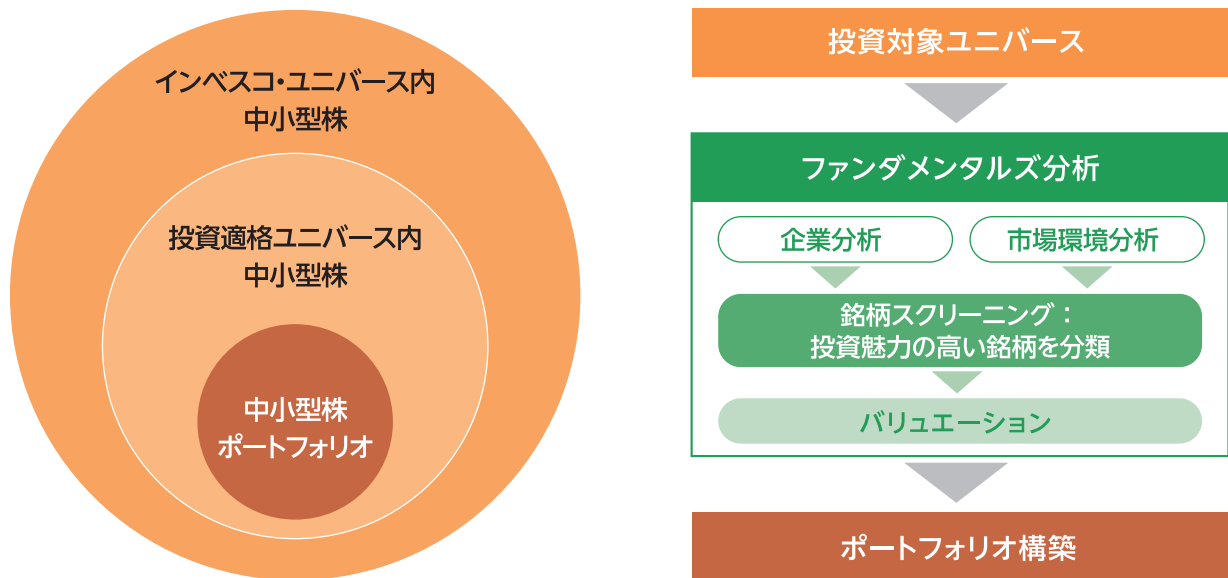 インベスコ・ユニバース内
中小型株
投資適格ユニバース内
中小型株
中小型株
ポートフォリオ
投資対象ユニバース
ファンダメンタルズ分析
企業分析
市場環境分析
銘柄スクリーニング：
投資魅力の高い銘柄を分類
バリュエーション
ポートフォリオ構築